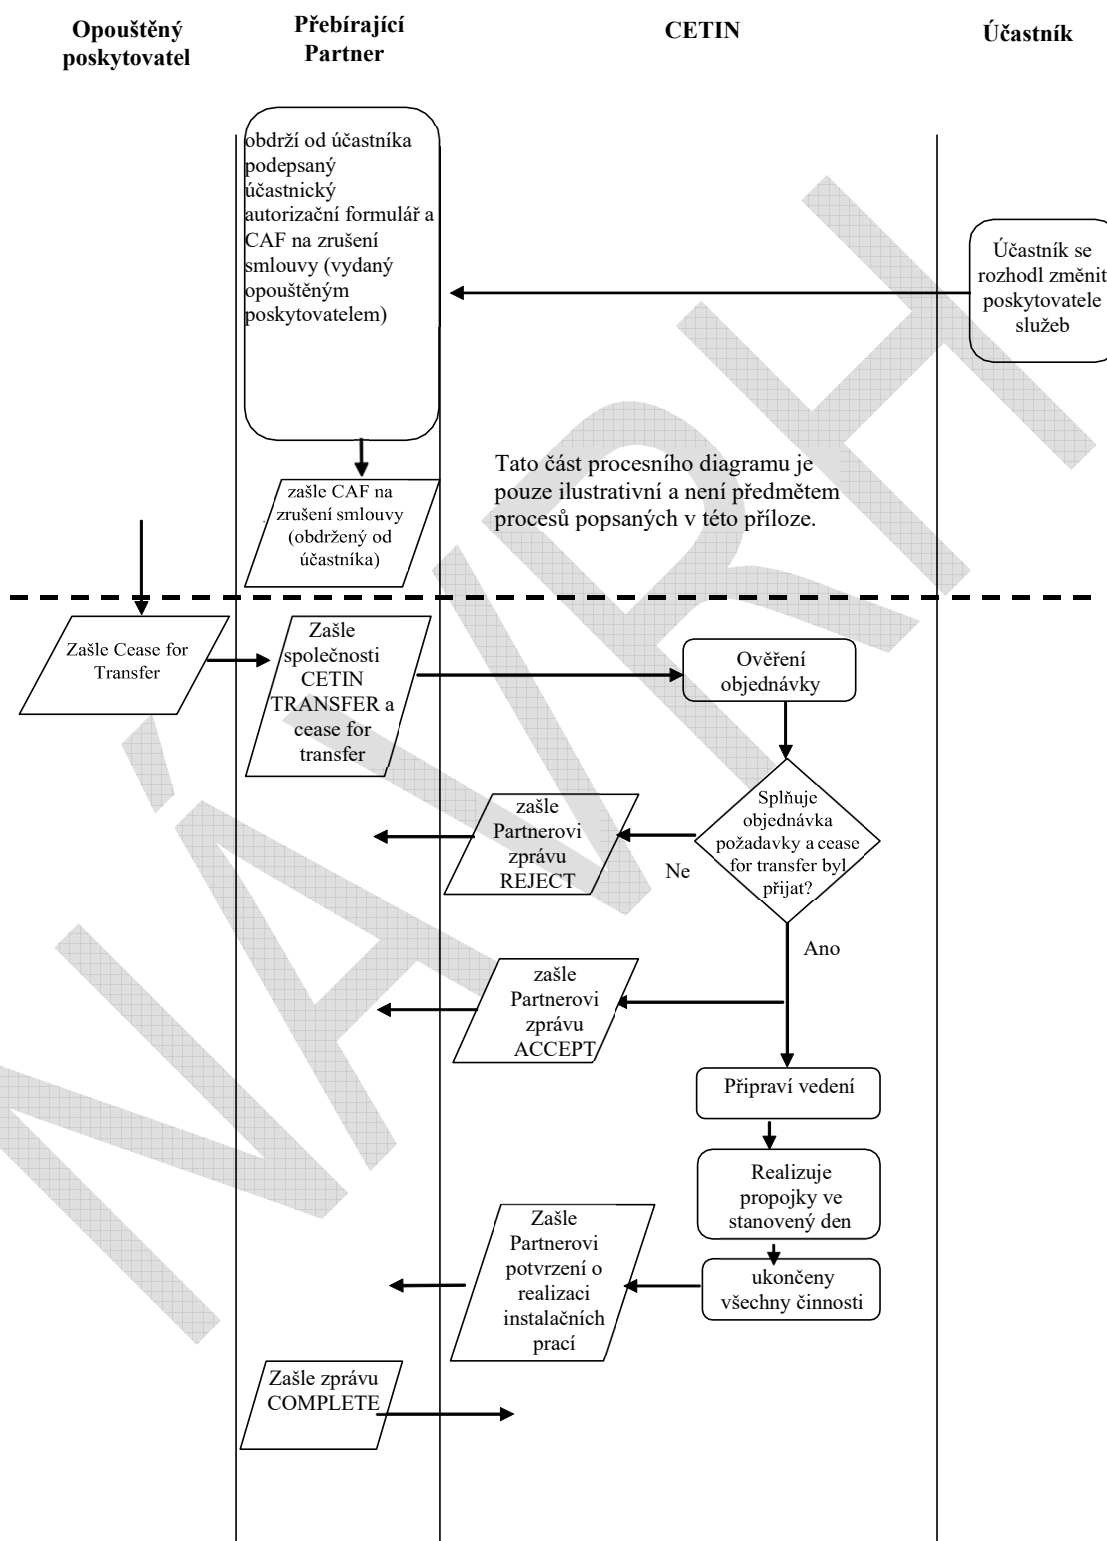 Opouštěný
poskytovatel
Přebírající
Partner
CETIN
Účastník
obdrží od účastníka
podepsaný
účastnický
autorizační formulář a
CAF na zrušení
smlouvy (vydaný
opouštěným
poskytovatelem)
Účastník se
rozhodl změnit
poskytovatele
služeb
zašle CAF na
zrušení smlouvy
(obdržený od
účastníka)
Tato část procesního diagramu je
pouze ilustrativní a není předmětem
procesů popsaných v této příloze.
Zašle Cease for
Transfer
Zašle
společnosti
CETIN
TRANSFER a
cease for
transfer
Ověření
objednávky
Splňuje
objednávka
požadavky a cease
for transfer byl
přijat?
zašle
Partnerovi
zprávu
REJECT
Ne
Ano
zašle
Partnerovi
zprávu
ACCEPT
Připraví vedení
Realizuje
propojky ve
stanovený den
ukončeny
všechny činnosti
Zašle
Partnerovi
potvrzení o
realizaci
instalačních
prací
Zašle zprávu
COMPLETE
NÁVRH